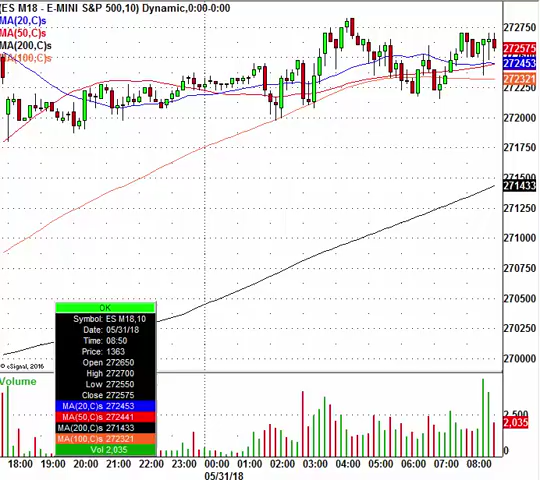 (ES M18 - E-MINI S&P 500,10) Dynamic,0:00-0:00
MA(20,C)s
MA(50,C)s
MA(200,C)s
MA(100,C)s
272750
272575
272453
272321
272250
272000
271750
271433
271250
271000
270750
270500
270250
270000
OK
Symbol: ES M18,10
Date: 05/31/18
Time: 08:50
Price: 1363
Open 272650
High 272700
Low 272550
Close 272575
MA(20,C)s 272453
MA(50,C)s 272441
MA(200,C)s 271433
MA(100,C)s 272321
Vol 2,035
© eSignal, 2016
Volume
2,500
2,035
0
18:00 19:00 20:00 21:00 22:00 23:00 00:00 01:00 02:00 03:00 04:00 05:00 06:00 07:00 08:00
05/31/18